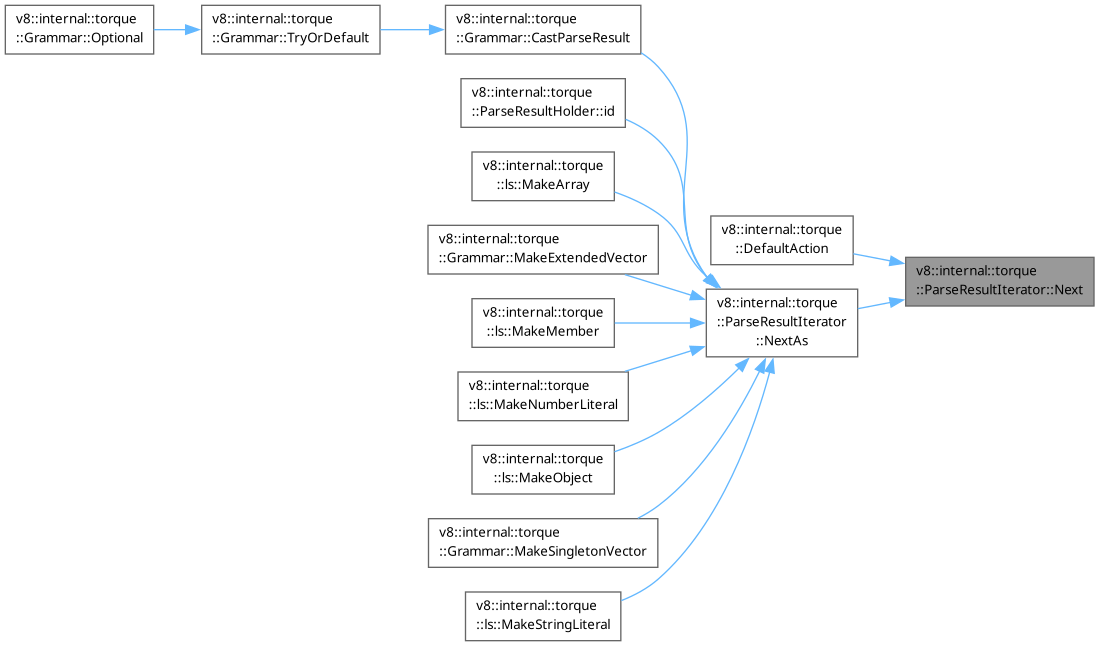 v8::internal::torque
::Grammar::Optional
v8::internal::torque
::Grammar::TryOrDefault
v8::internal::torque
::Grammar::CastParseResult
v8::internal::torque
::ParseResultHolder::id
v8::internal::torque
::ls::MakeArray
v8::internal::torque
::Grammar::MakeExtendedVector
v8::internal::torque
::ls::MakeMember
v8::internal::torque
::ls::MakeNumberLiteral
v8::internal::torque
::ls::MakeObject
v8::internal::torque
::Grammar::MakeSingletonVector
v8::internal::torque
::ls::MakeStringLiteral
v8::internal::torque
::DefaultAction
v8::internal::torque
::ParseResultIterator
::NextAs
v8::internal::torque
::ParseResultIterator::Next